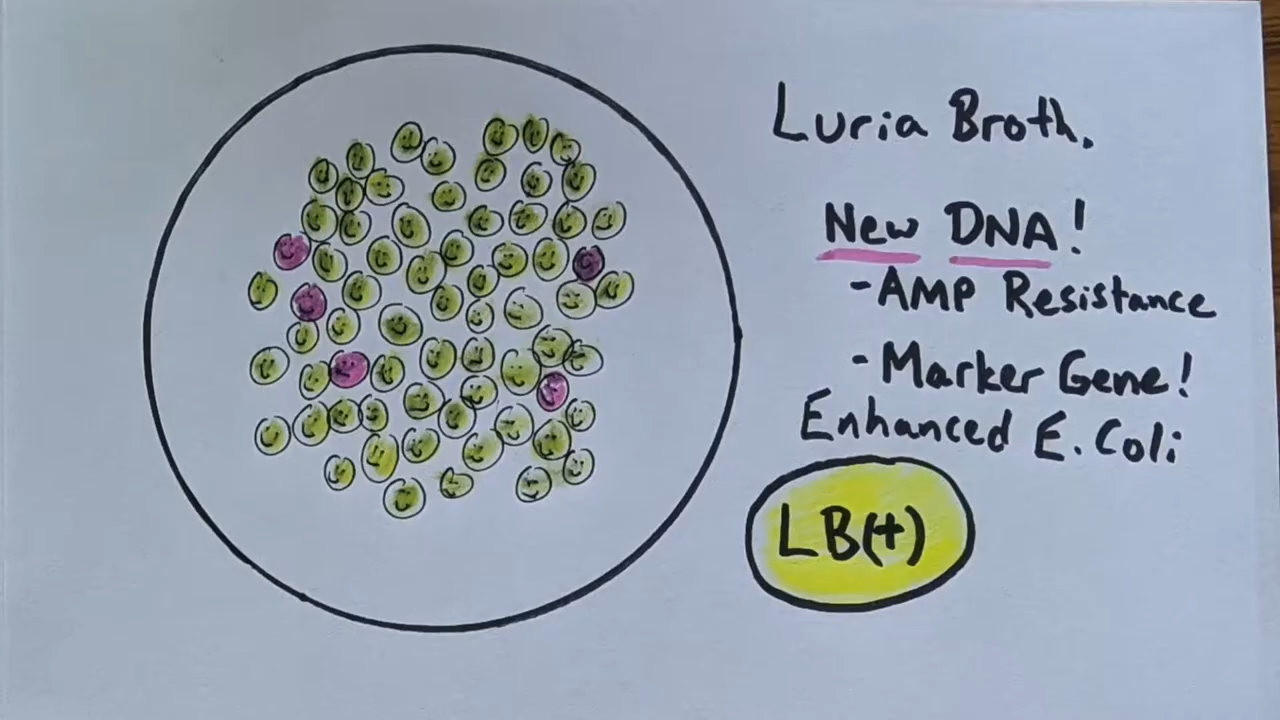 Luria Broth.
New DNA!
- AMP Resistance
- Marker Gene!
Enhanced E. Coli
LB(+)